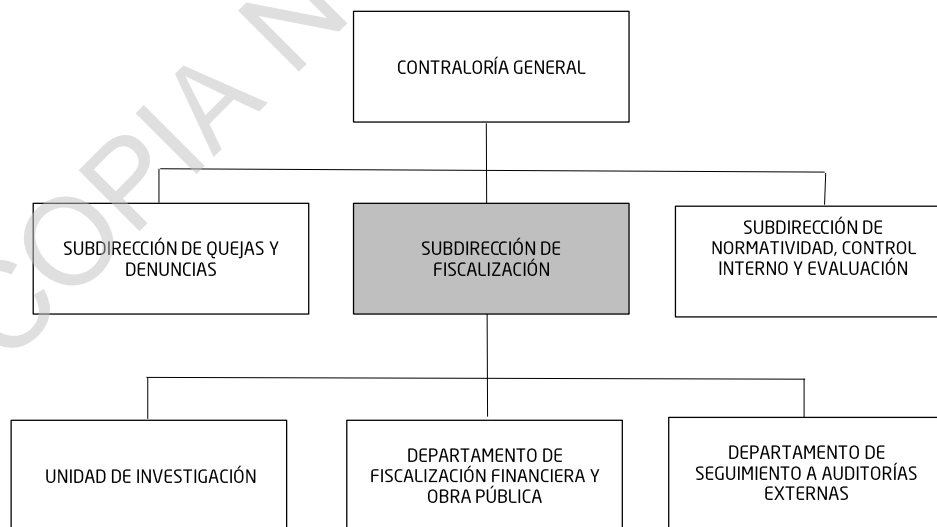 COPIA N
CONTRALORÍA GENERAL
SUBDIRECCIÓN DE QUEJAS Y
DENUNCIAS
SUBDIRECCIÓN DE
FISCALIZACIÓN
SUBDIRECCIÓN DE
NORMATIVIDAD, CONTROL
INTERNO Y EVALUACIÓN
UNIDAD DE INVESTIGACIÓN
DEPARTAMENTO DE
FISCALIZACIÓN FINANCIERA Y
OBRA PÚBLICA
DEPARTAMENTO DE
SEGUIMIENTO A AUDITORÍAS
EXTERNAS